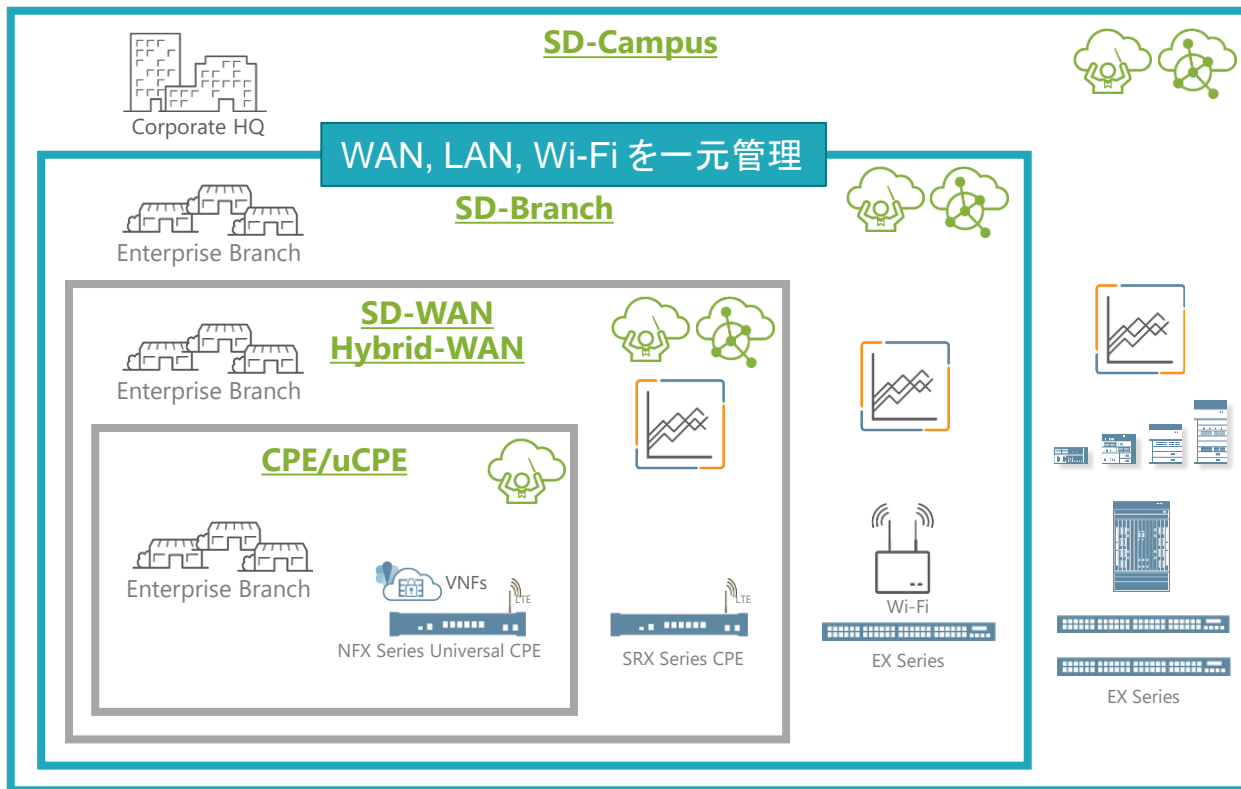 SD-Campus
Corporate HQ
WAN, LAN, Wi-Fi を一元管理
SD-Branch
Enterprise Branch
SD-WAN
Hybrid-WAN
Enterprise Branch
CPE/uCPE
Enterprise Branch
VNFs
LTE
NFX Series Universal CPE
LTE
SRX Series CPE
Wi-Fi
EX Series
EX Series